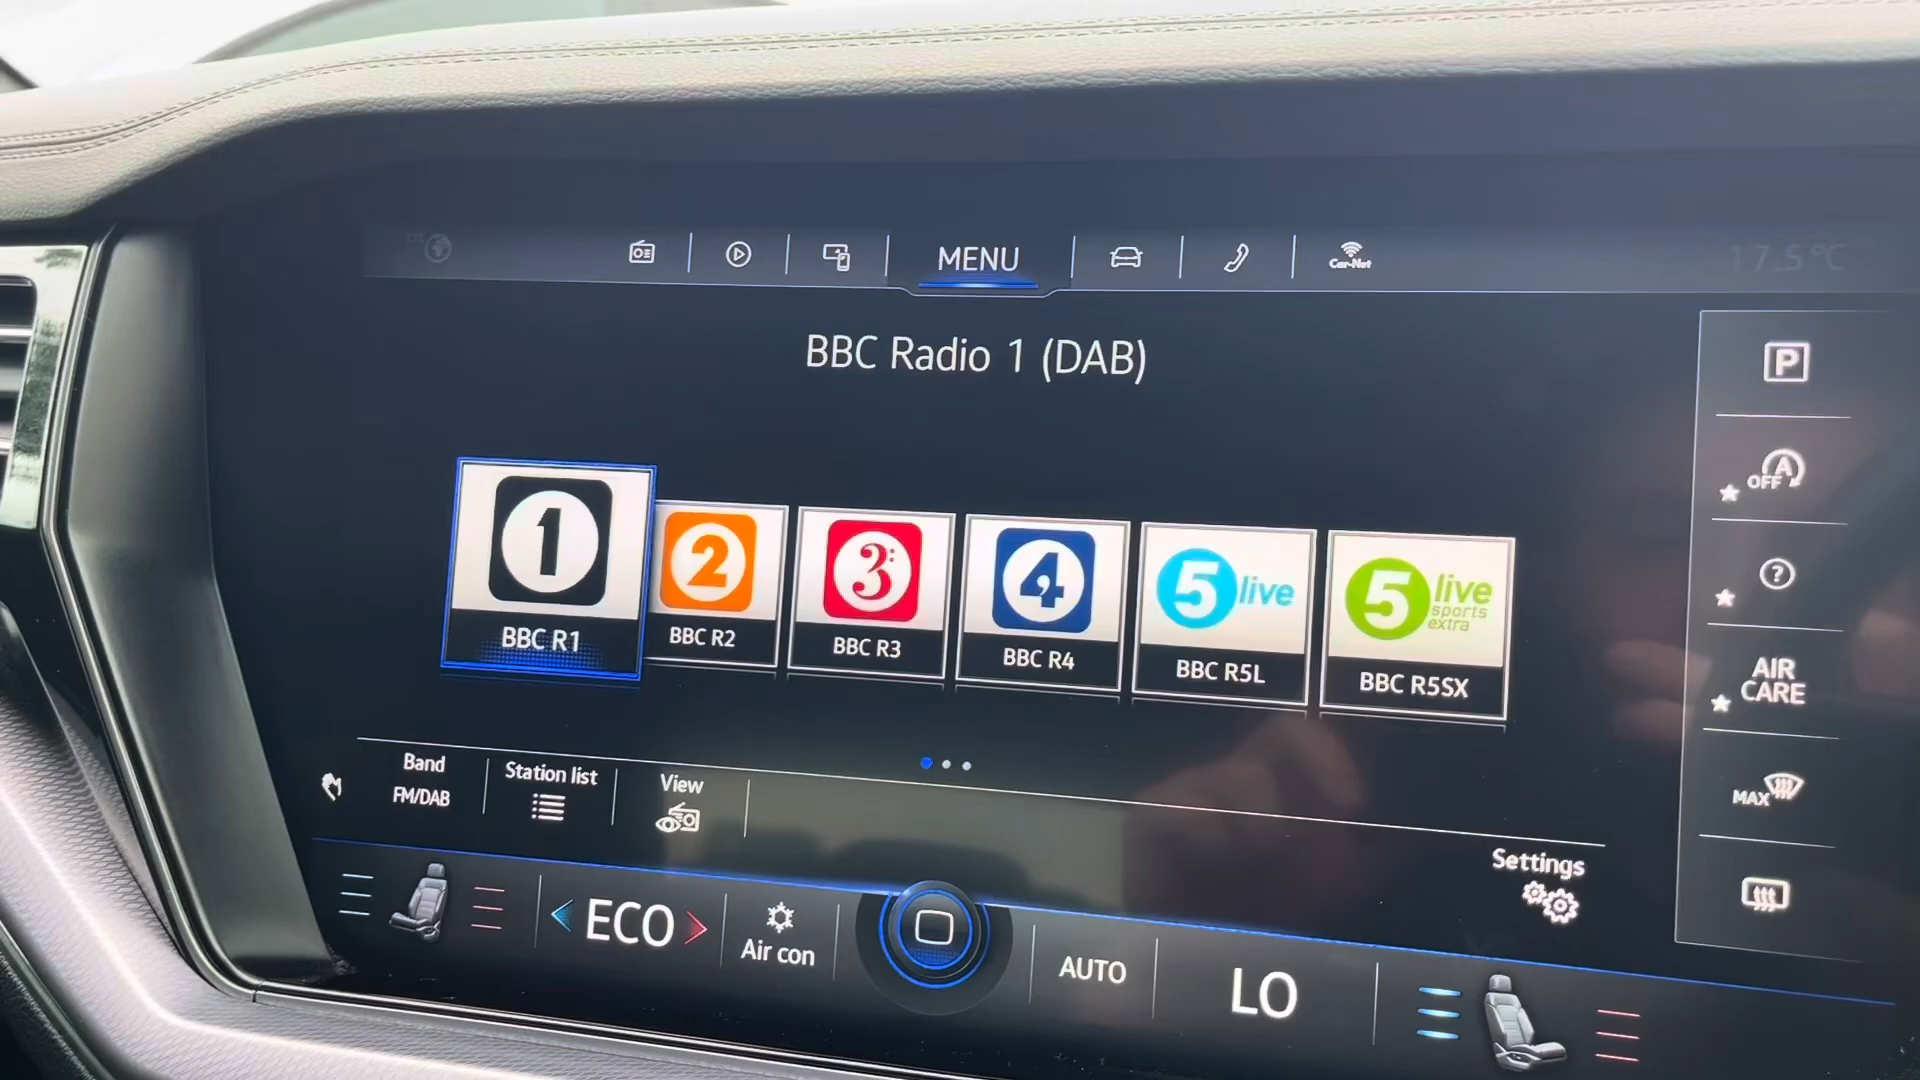 LTE
MENU
Car-Net
17.5°C
BBC Radio 1 (DAB)
1
2
3
4
5 live
5 live
sports
extra
BBC R1
BBC R2
BBC R3
BBC R4
BBC R5L
BBC R5SX
P
A
OFF
?
AIR
CARE
MAX
Band
FM/DAB
Station list
View
Settings
ECO
Air con
AUTO
LO